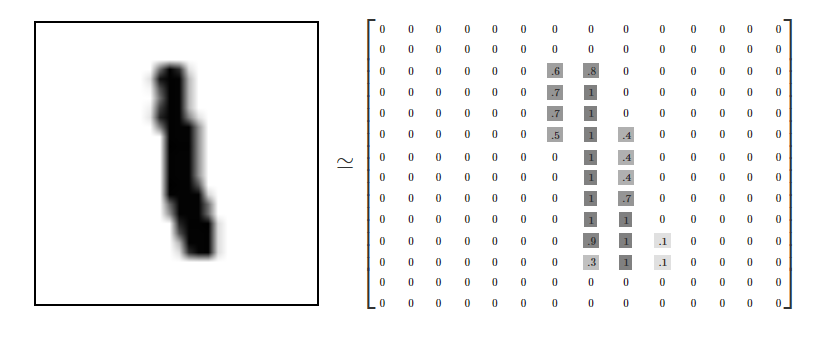 ≃
0 0 0 0 0 0 0 0 0 0 0 0 0 0
0 0 0 0 0 0 0 0 0 0 0 0 0 0
0 0 0 0 0 0 .6 .8 0 0 0 0 0 0
0 0 0 0 0 0 .7 1 0 0 0 0 0 0
0 0 0 0 0 0 .7 1 0 0 0 0 0 0
0 0 0 0 0 0 .5 1 .4 0 0 0 0 0
0 0 0 0 0 0 0 1 .4 0 0 0 0 0
0 0 0 0 0 0 0 1 .4 0 0 0 0 0
0 0 0 0 0 0 0 1 .7 0 0 0 0 0
0 0 0 0 0 0 0 1 1 0 0 0 0 0
0 0 0 0 0 0 0 .9 1 .1 0 0 0 0
0 0 0 0 0 0 0 .3 1 .1 0 0 0 0
0 0 0 0 0 0 0 0 0 0 0 0 0 0
0 0 0 0 0 0 0 0 0 0 0 0 0 0